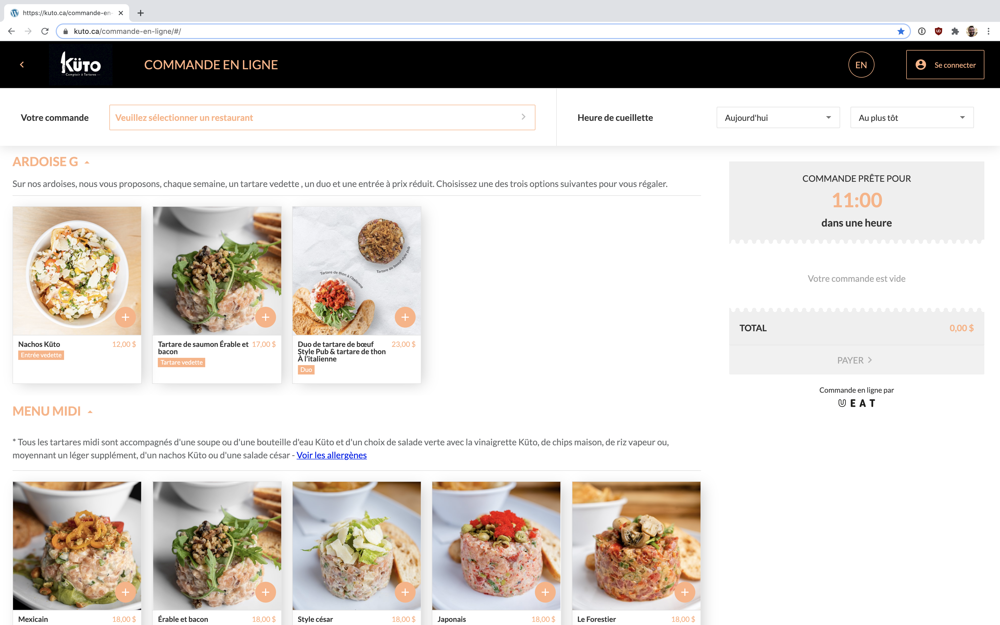 https://kuto.ca/commande-en-
kuto.ca/commande-en-ligne/#/
KÜTO
Comptoir à Tartares
COMMANDE EN LIGNE
EN
Se connecter
Votre commande
Veuillez sélectionner un restaurant
Heure de cueillette
Aujourd'hui
Au plus tôt
ARDOISE G
Sur nos ardoises, nous vous proposons, chaque semaine, un tartare vedette , un duo et une entrée à prix réduit. Choisissez une des trois options suivantes pour vous régaler.
Tartare de boeuf style pub
Tartare de thon à l'italienne
Nachos Küto 12,00 $
Entrée vedette
Tartare de saumon Érable et 17,00 $
bacon
Tartare vedette
Duo de tartare de bœuf 23,00 $
Style Pub & tartare de thon
À l’italienne
Duo
COMMANDE PRÊTE POUR
11:00
dans une heure
Votre commande est vide
TOTAL 0,00 $
PAYER
Commande en ligne par
UEAT
MENU MIDI
* Tous les tartares midi sont accompagnés d'une soupe ou d'une bouteille d'eau Küto et d'un choix de salade verte avec la vinaigrette Küto, de chips maison, de riz vapeur ou,
moyennant un léger supplément, d'un nachos Küto ou d'une salade césar - Voir les allergènes
Mexicain 18,00 $
Érable et bacon 18,00 $
Style césar 18,00 $
Japonais 18,00 $
Le Forestier 18,00 $